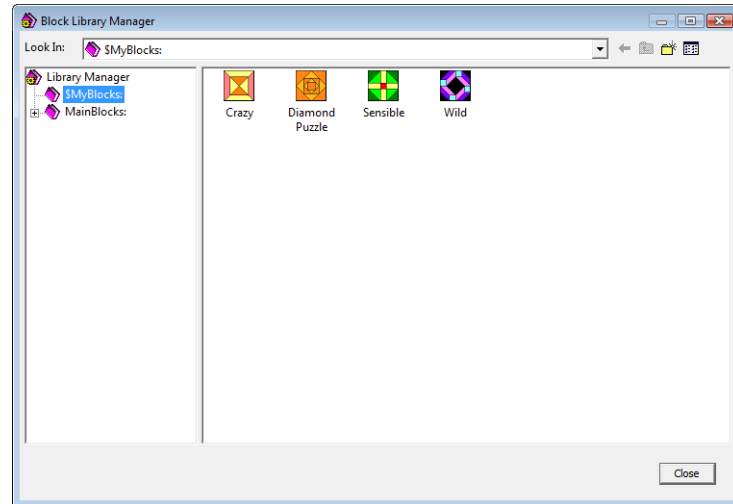 Block Library Manager
Look In:
$MyBlocks:
Library Manager
$MyBlocks:
MainBlocks:
Crazy
Diamond
Puzzle
Sensible
Wild
Close